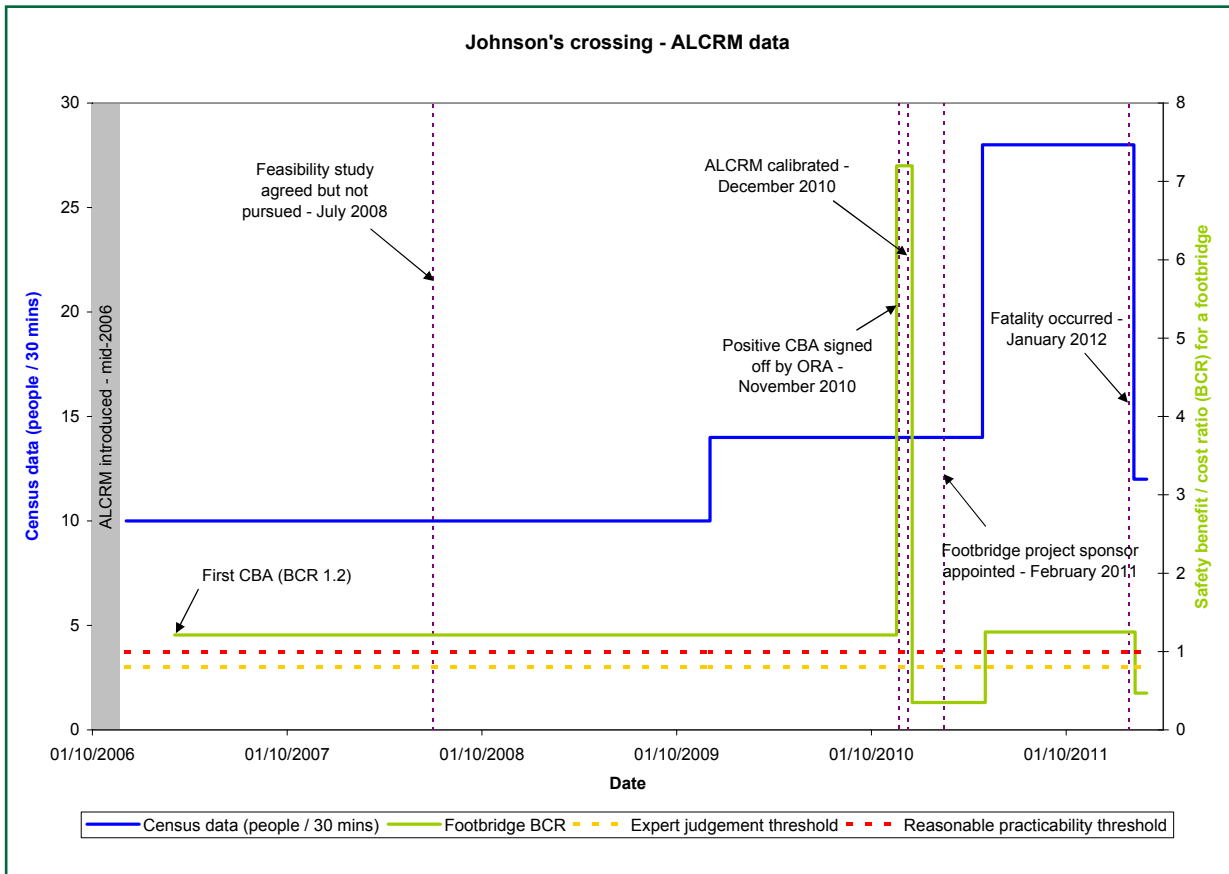 Johnson's crossing - ALCRM data
30
25
20
15
10
5
0
Census data (people / 30 mins)
8
7
6
5
4
3
2
1
0
Safety benefit / cost ratio (BCR) for a footbridge
ALCRM introduced - mid-2006
Feasibility study
agreed but not
pursued - July 2008
ALCRM calibrated -
December 2010
Positive CBA signed
off by ORA -
November 2010
Fatality occurred -
January 2012
Footbridge project sponsor
appointed - February 2011
First CBA (BCR 1.2)
01/10/2006
01/10/2007
01/10/2008
01/10/2009
01/10/2010
01/10/2011
Date
Census data (people / 30 mins)
Footbridge BCR
Expert judgement threshold
Reasonable practicability threshold